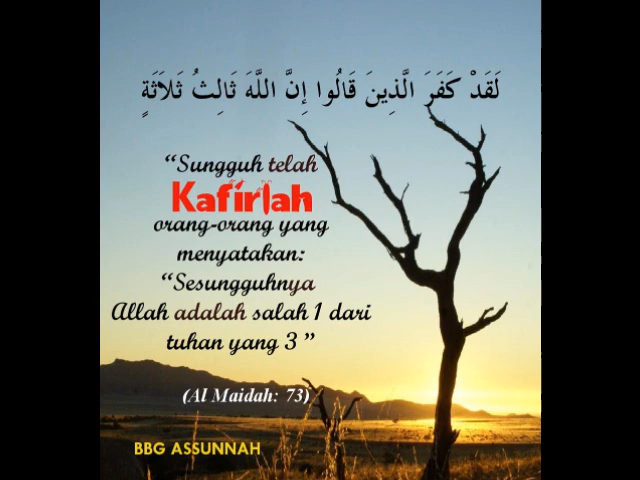 لَقَدْ كَفَرَ الَّذِينَ قَالُوا إِنَّ اللَّهَ ثَالِثُ ثَلاَثَةٍ
“Sungguh telah
Kafirlah
orang-orang yang
menyatakan:
“Sesungguhnya
Allah adalah salah 1 dari
tuhan yang 3 ”
(Al Maidah: 73)
BBG ASSUNNAH